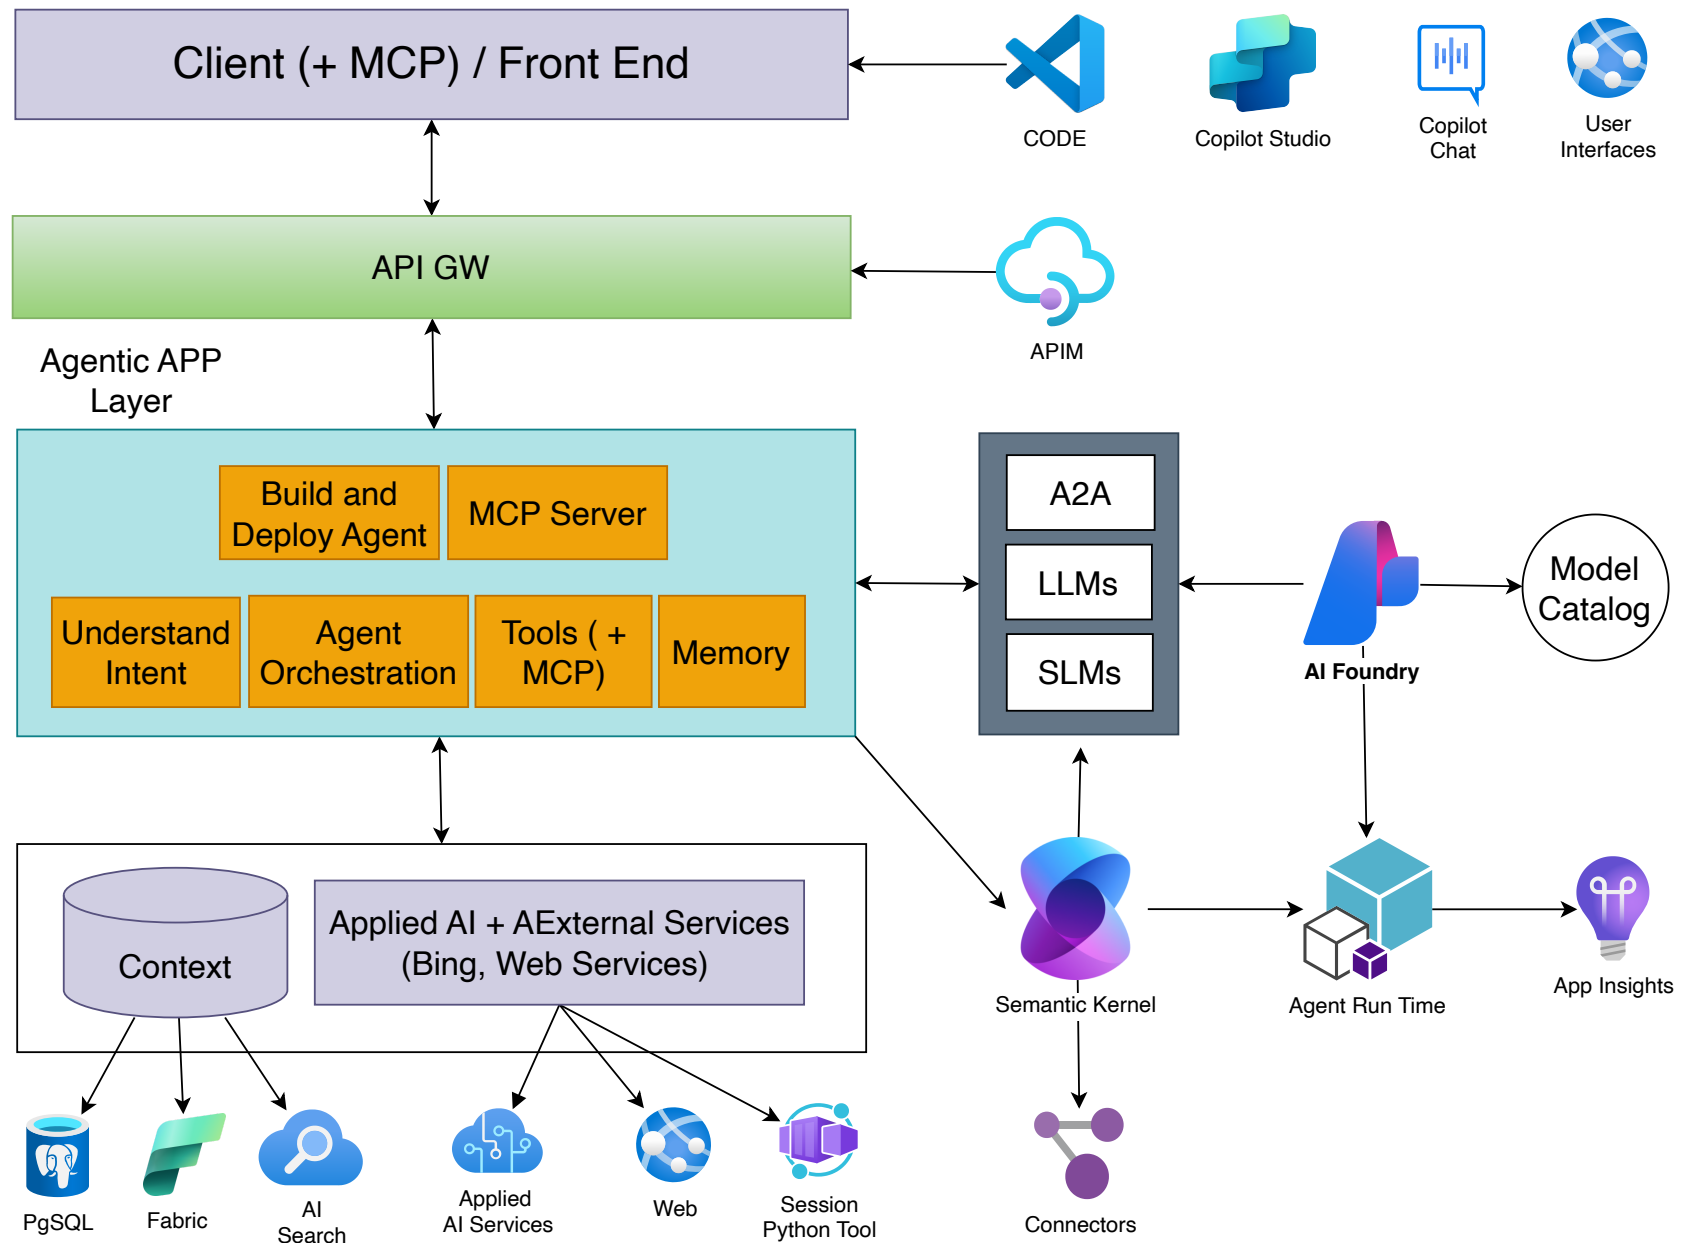 Client (+ MCP) / Front End
CODE
Copilot Studio
Copilot
Chat
User
Interfaces
API GW
APIM
Agentic APP
Layer
Build and
Deploy Agent
MCP Server
Understand
Intent
Agent
Orchestration
Tools ( +
MCP)
Memory
A2A
LLMs
SLMs
AI Foundry
Model
Catalog
Context
Applied AI + AExternal Services
(Bing, Web Services)
Semantic Kernel
Agent Run Time
App Insights
PgSQL
Fabric
AI
Search
Applied
AI Services
Web
Session
Python Tool
Connectors